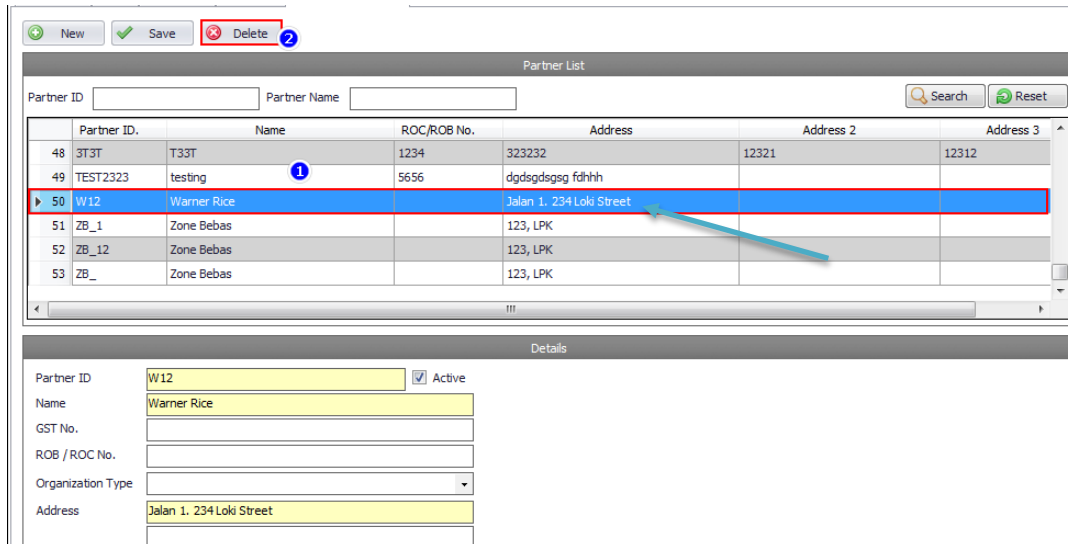 New Save Delete 2
Partner List
Partner ID Partner Name Search Reset
Partner ID. Name ROC/ROB No. Address Address 2 Address 3
48 3T3T T33T 1234 323232 12321 12312
49 TEST2323 testing 1 5656 dgdsgdsgsg fdhhh
50 W12 Warner Rice Jalan 1. 234 Loki Street
51 ZB_1 Zone Bebas 123, LPK
52 ZB_12 Zone Bebas 123, LPK
53 ZB_ Zone Bebas 123, LPK
Details
Partner ID W12 Active
Name Warner Rice
GST No.
ROB / ROC No.
Organization Type
Address Jalan 1. 234 Loki Street